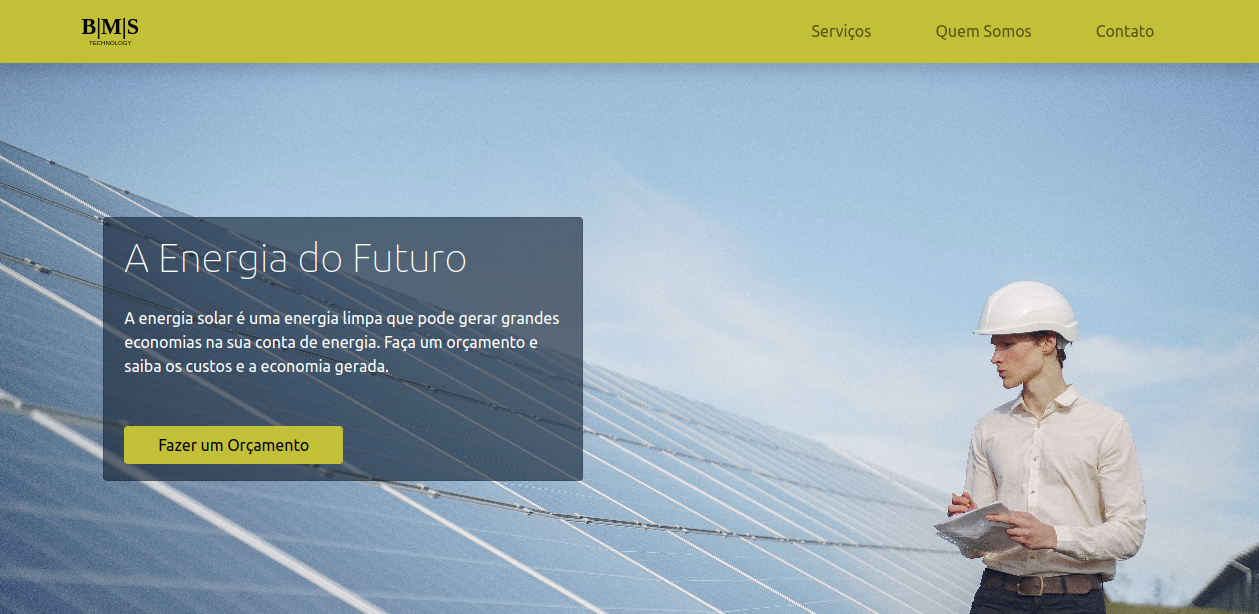 B|M|S
TECHNOLOGY
Serviços
Quem Somos
Contato
A Energia do Futuro
A energia solar é uma energia limpa que pode gerar grandes
economias na sua conta de energia. Faça um orçamento e
saiba os custos e a economia gerada.
Fazer um Orçamento